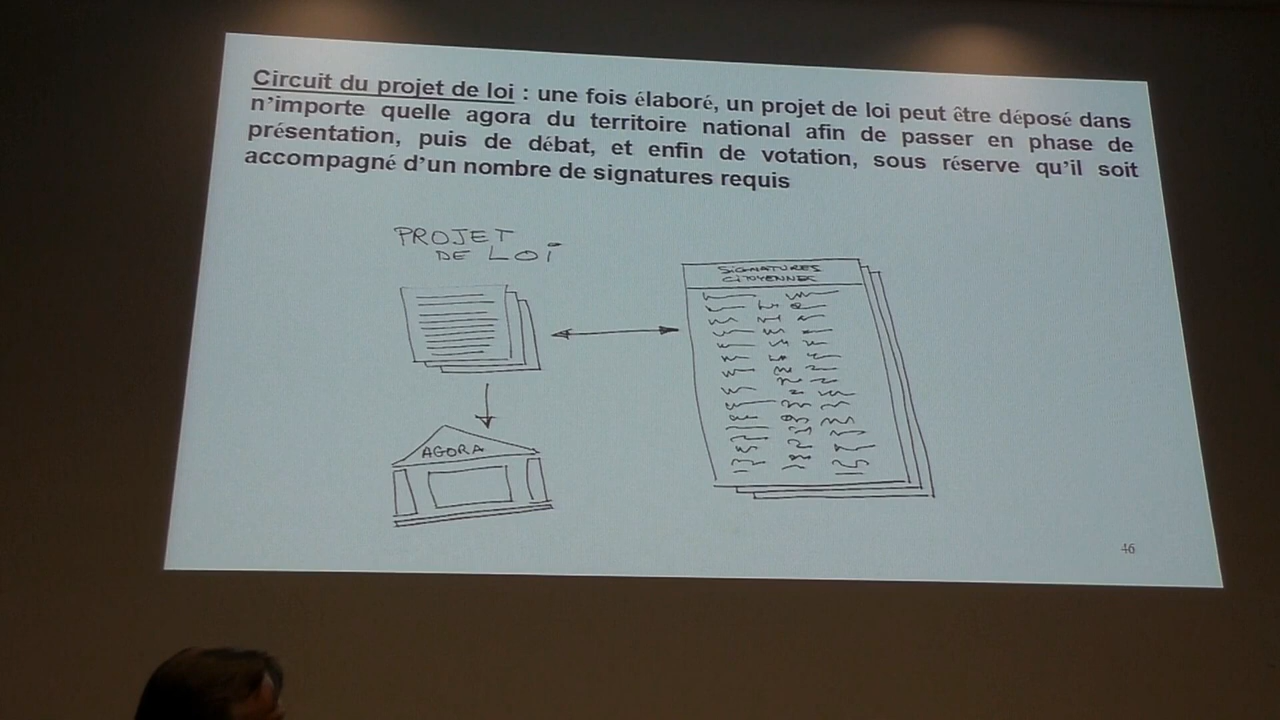 Circuit du projet de loi : une fois élaboré, un projet de loi peut être déposé dans
n'importe quelle agora du territoire national afin de passer en phase de
présentation, puis de débat, et enfin de votation, sous réserve qu'il soit
accompagné d'un nombre de signatures requis
PROJET
DE LOI
SIGNATURES
CITOYENNES
AGORA
46